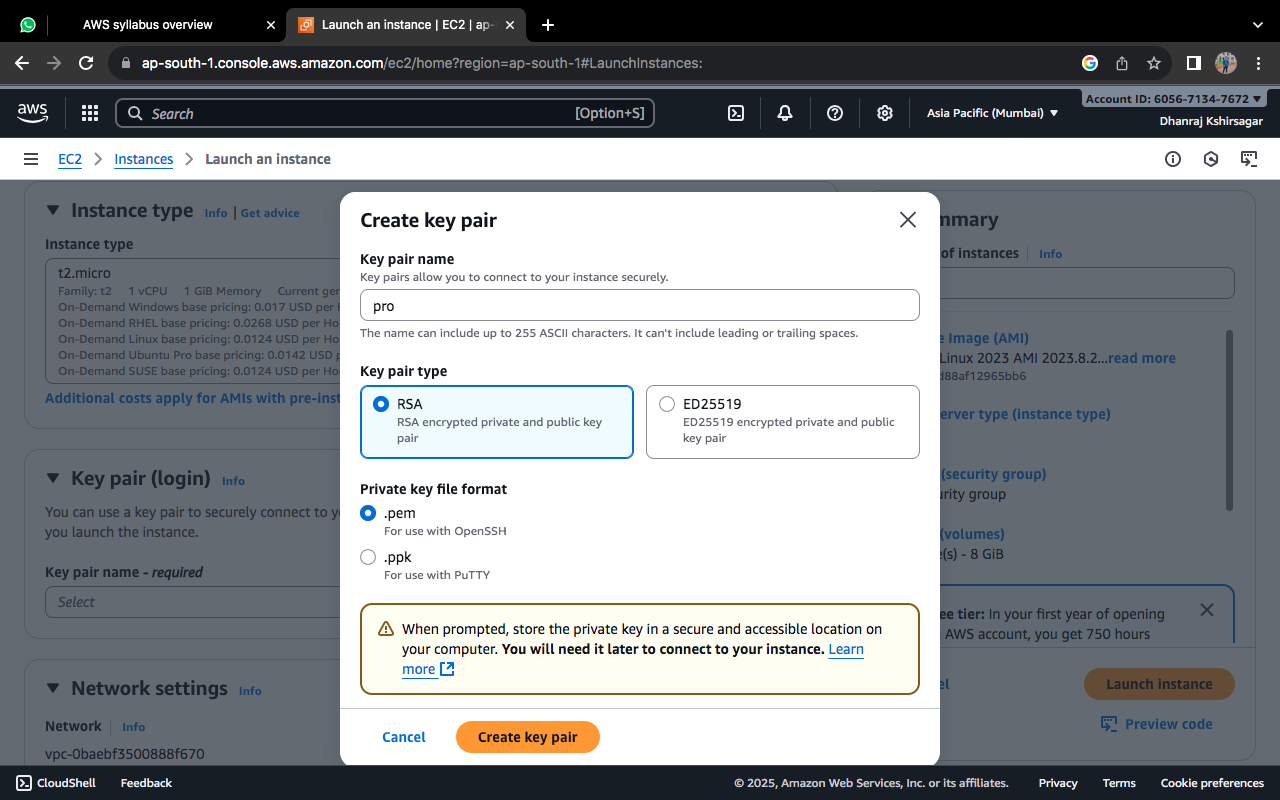 AWS syllabus overview
Launch an instance | EC2 | ap-
ap-south-1.console.aws.amazon.com/ec2/home?region=ap-south-1#LaunchInstances:
aws
Search [Option+S]
Asia Pacific (Mumbai)
Account ID: 6056-7134-7672
Dhanraj Kshirsagar
EC2 > Instances > Launch an instance
Instance type Info | Get advice
Instance type
t2.micro
Family: t2 1 vCPU 1 GiB Memory Current
On-Demand Windows base pricing: 0.017 USD per
On-Demand RHEL base pricing: 0.0268 USD per
On-Demand Linux base pricing: 0.0124 USD per
On-Demand Ubuntu Pro base pricing: 0.0142 USD
On-Demand SUSE base pricing: 0.0124 USD per
Additional costs apply for AMIs with
Key pair (login) Info
You can use a key pair to securely connect to
you launch the instance.
Key pair name - required
Select
Network settings Info
Network Info
vpc-0baebf3500888f670
Create key pair
Key pair name
Key pairs allow you to connect to your instance securely.
pro
The name can include up to 255 ASCII characters. It can't include leading or trailing spaces.
Key pair type
RSA
RSA encrypted private and public key
pair
ED25519
ED25519 encrypted private and public
key pair
Private key file format
.pem
For use with OpenSSH
.ppk
For use with PuTTY
When prompted, store the private key in a secure and accessible location on
your computer. You will need it later to connect to your instance. Learn
more
Cancel
Create key pair
of instances Info
Image (AMI)
Linux 2023 AMI 2023.8.2...read more
d88af12965bb6
type (instance type)
(security group)
group
(volumes)
- 8 GiB
tier: In your first year of opening
AWS account, you get 750 hours
Launch instance
Preview code
CloudShell Feedback
© 2025, Amazon Web Services, Inc. or its affiliates. Privacy Terms Cookie preferences